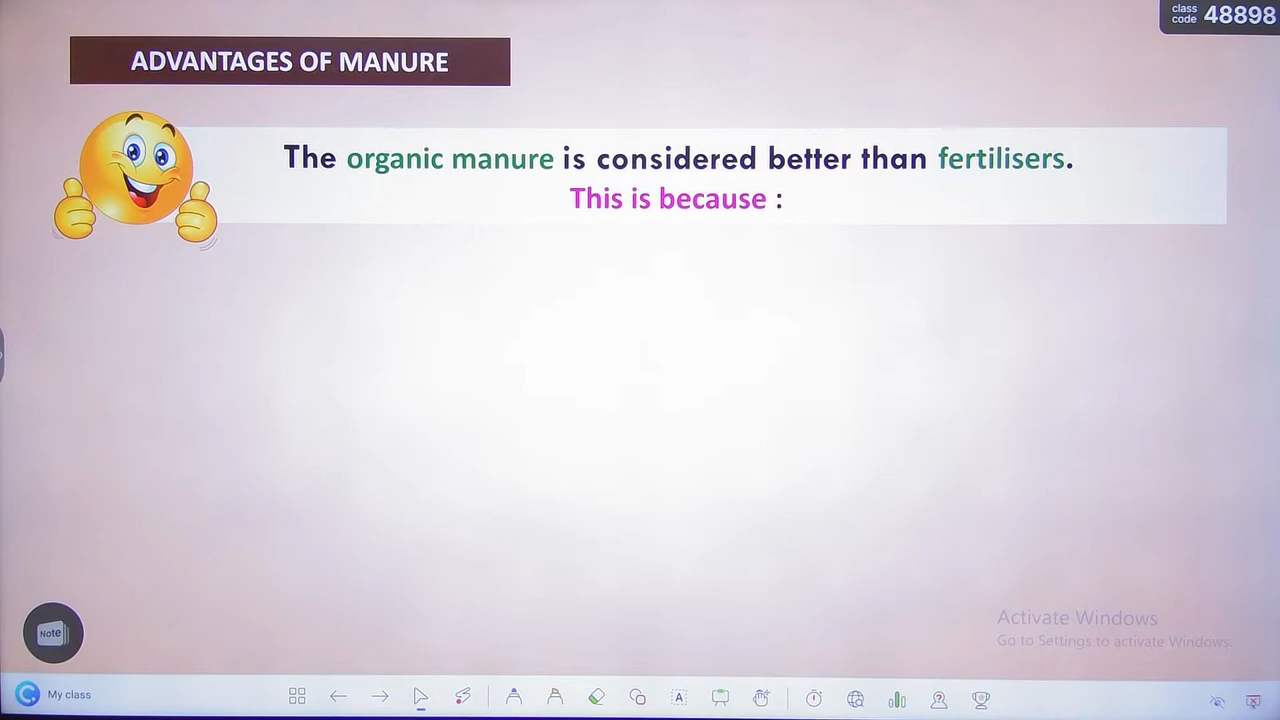 class
code 48898
ADVANTAGES OF MANURE
The organic manure is considered better than fertilisers.
This is because :
Activate Windows
Go to Settings to activate Windows.
Note
My class
A